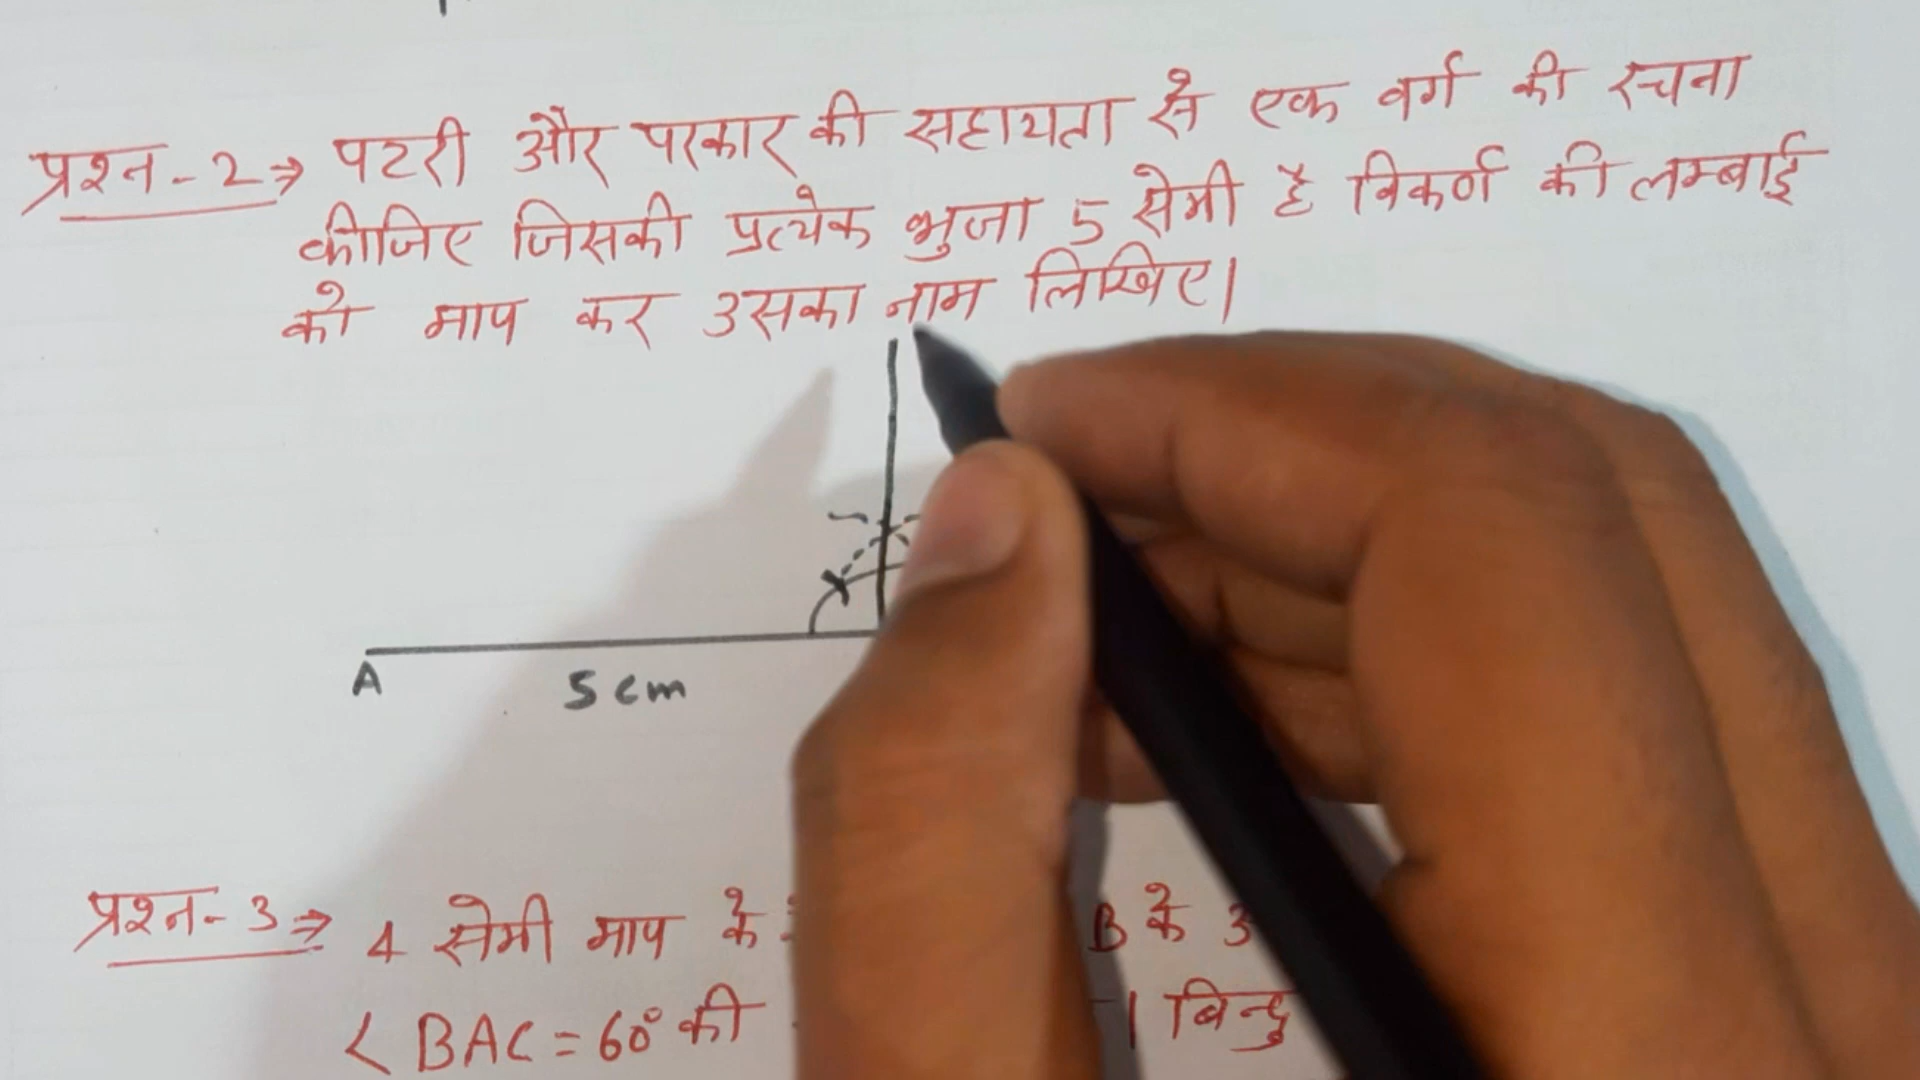 प्रश्न-2⇒ पटरी और परकार की सहायता से एक वर्ग की रचना
कीजिए जिसकी प्रत्येक भुजा 5 सेमी है विकर्ण की लम्बाई
को माप कर उसका नाम लिखिए।
A
5 cm
प्रश्न-3⇒ 4 सेमी माप के B के
<BAC = 60° की बिन्दु